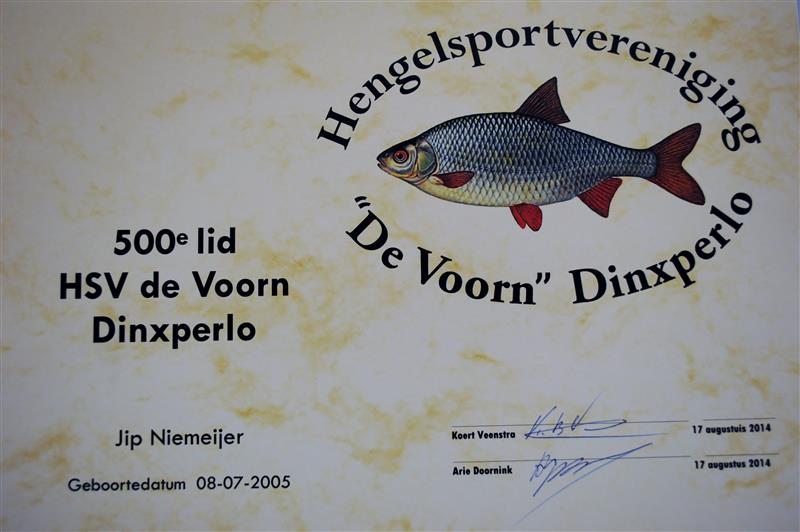 Hengelsportvereniging
"De Voorn" Dinxperlo
500e lid
HSV de Voorn
Dinxperlo
Jip Niemeijer
Geboortedatum 08-07-2005
Koert Veenstra 17 augustuis 2014
Arie Doornink 17 augustus 2014